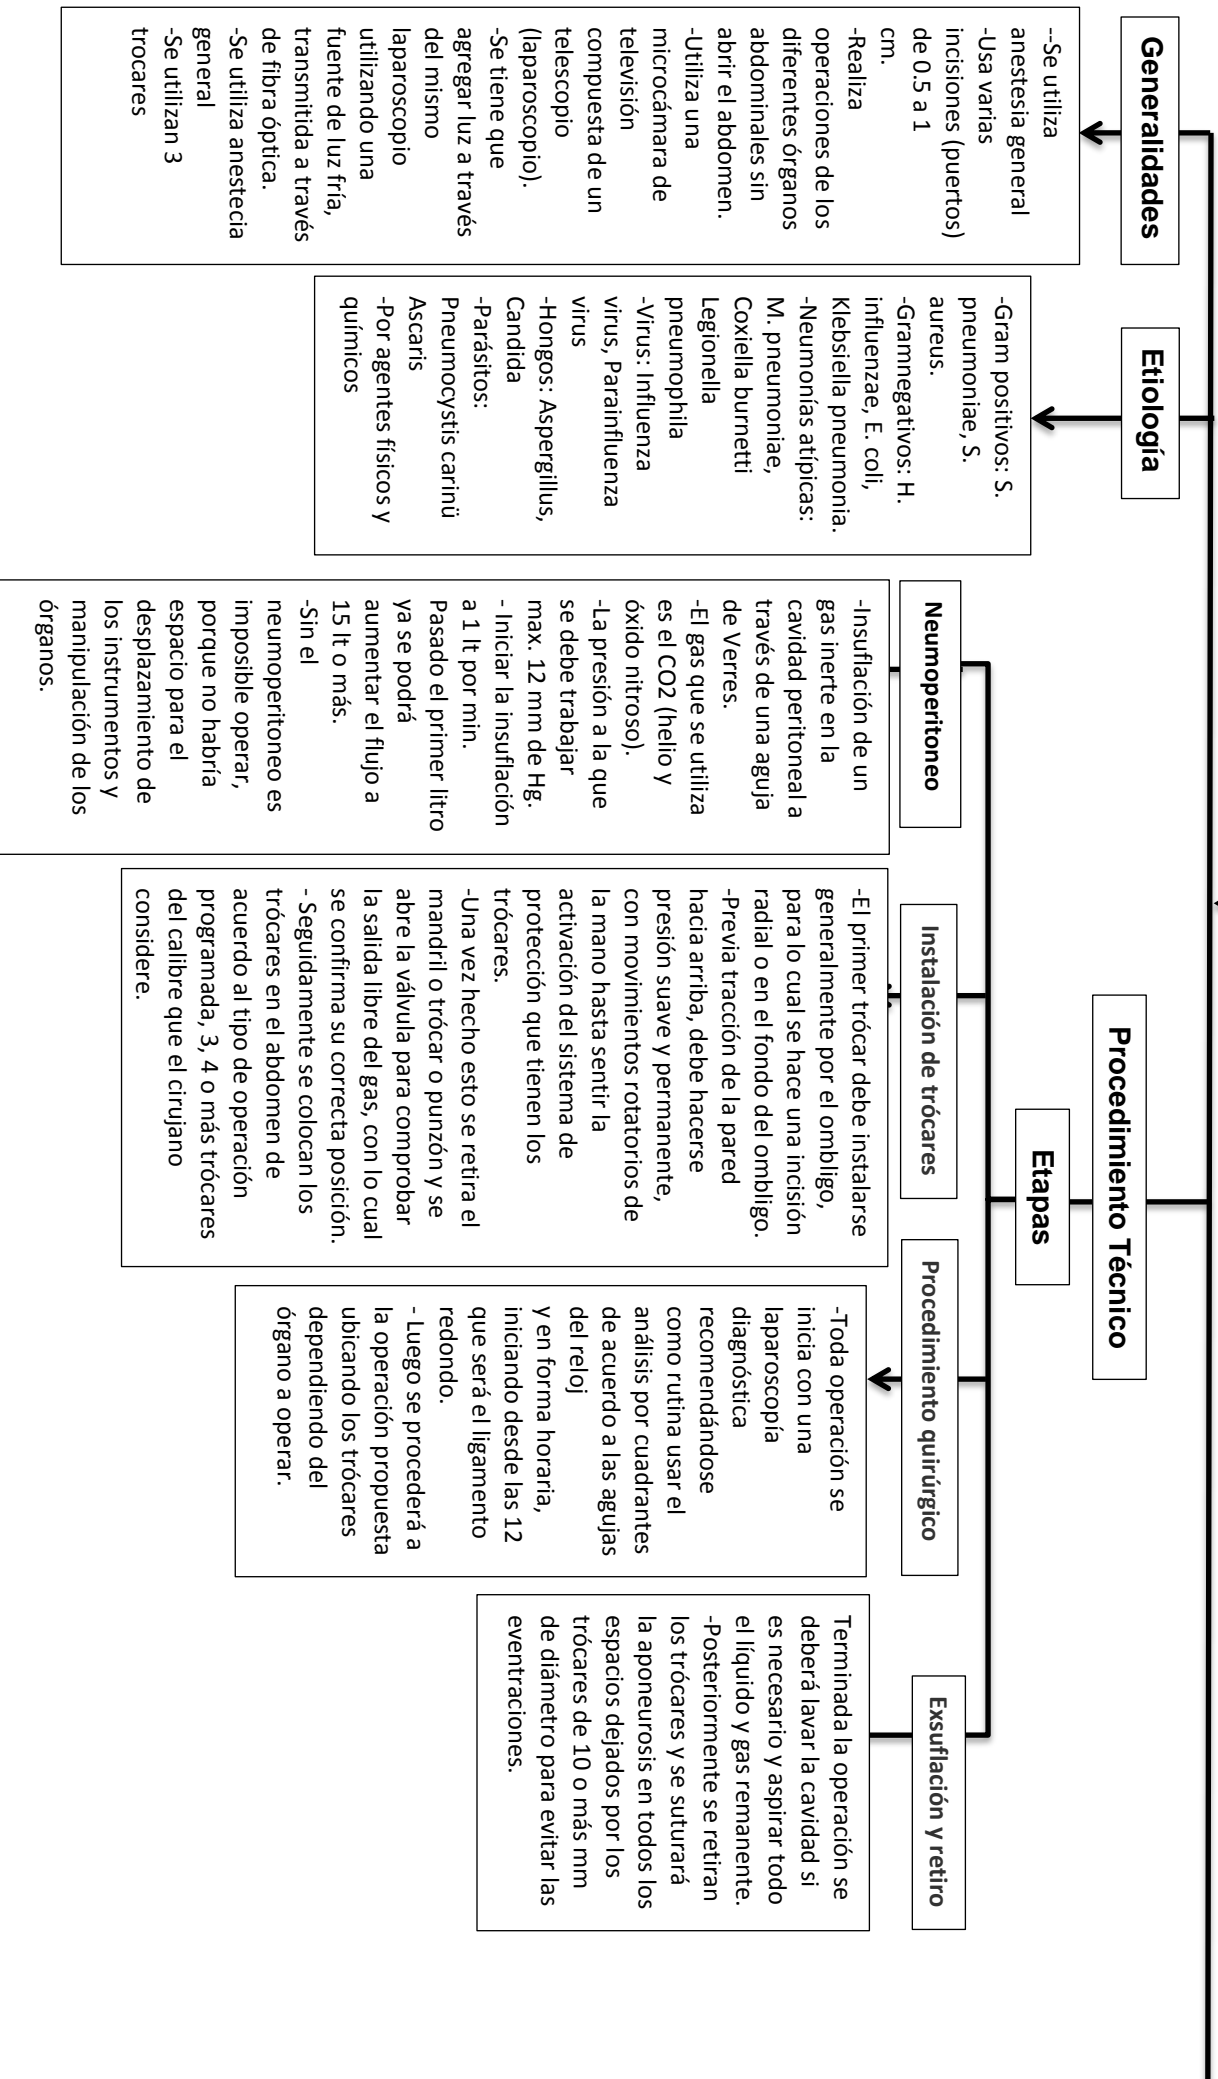 Generalidades
--Se utiliza
anestesia general
-Usa varias
incisiones (puertos)
de 0.5 a 1
cm.
-Realiza
operaciones de los
diferentes órganos
abdominales sin
abrir el abdomen.
-Utiliza una
microcámara de
televisión
compuesta de un
telescopio
(laparoscopio).
-Se tiene que
agregar luz a través
del mismo
laparoscopio
utilizando una
fuente de luz fría,
transmitida a través
de fibra óptica.
-Se utiliza anestecia
general
-Se utilizan 3
trocares
Etiología
-Gram positivos: S.
pneumoniae, S.
aureus.
-Gramnegativos: H.
influenzae, E. coli,
Klebsiella pneumonia.
-Neumonías atípicas:
M. pneumoniae,
Coxiella burnetti
Legionella
pneumophila
-Virus: Influenza
virus, Parainfluenza
virus
-Hongos: Aspergillus,
Candida
-Parásitos:
Pneumocystis carinü
Ascaris
-Por agentes físicos y
químicos
Procedimiento Técnico
Etapas
Neumoperitoneo
-Insuflación de un
gas inerte en la
cavidad peritoneal a
través de una aguja
de Verres.
-El gas que se utiliza
es el CO2 (helio y
óxido nitroso).
-La presión a la que
se debe trabajar
max. 12 mm de Hg.
- Iniciar la insuflación
a 1 lt por min.
Pasado el primer litro
ya se podrá
aumentar el flujo a
15 lt o más.
-Sin el
neumoperitoneo es
imposible operar,
porque no habría
espacio para el
desplazamiento de
los instrumentos y
manipulación de los
órganos.
Instalación de trócares
-El primer trócar debe instalarse
generalmente por el ombligo,
para lo cual se hace una incisión
radial o en el fondo del ombligo.
-Previa tracción de la pared
hacia arriba, debe hacerse
presión suave y permanente,
con movimientos rotatorios de
la mano hasta sentir la
activación del sistema de
protección que tienen los
trócares.
-Una vez hecho esto se retira el
mandril o trócar o punzón y se
abre la válvula para comprobar
la salida libre del gas, con lo cual
se confirma su correcta posición.
- Seguidamente se colocan los
trócares en el abdomen de
acuerdo al tipo de operación
programada, 3, 4 o más trócares
del calibre que el cirujano
considere.
Procedimiento quirúrgico
-Toda operación se
inicia con una
laparoscopía
diagnóstica
recomendándose
como rutina usar el
análisis por cuadrantes
de acuerdo a las agujas
del reloj
y en forma horaria,
iniciando desde las 12
que será el ligamento
redondo.
- Luego se procederá a
la operación propuesta
ubicando los trócares
dependiendo del
órgano a operar.
Exsuflación y retiro
Terminada la operación se
deberá lavar la cavidad si
es necesario y aspirar todo
el líquido y gas remanente.
-Posteriormente se retiran
los trócares y se suturará
la aponeurosis en todos los
espacios dejados por los
trócares de 10 o más mm
de diámetro para evitar las
eventraciones.